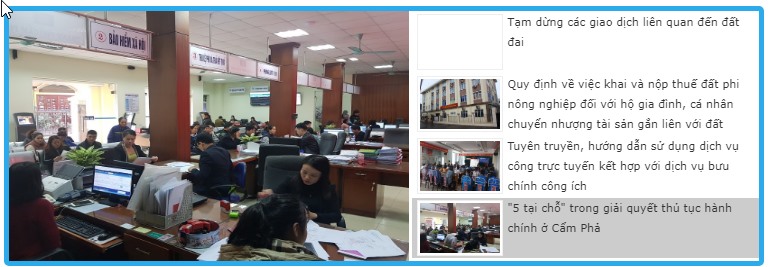 2
BẢO HIỂM XÃ HỘI
Tạm dừng các giao dịch liên quan đến đất
đai
Quy định về việc khai và nộp thuế đất phi
nông nghiệp đối với hộ gia đình, cá nhân
chuyển nhượng tài sản gắn liền với đất
Tuyên truyền, hướng dẫn sử dụng dịch vụ
công trực tuyến kết hợp với dịch vụ bưu
chính công ích
"5 tại chỗ" trong giải quyết thủ tục hành
chính ở Cẩm Phả